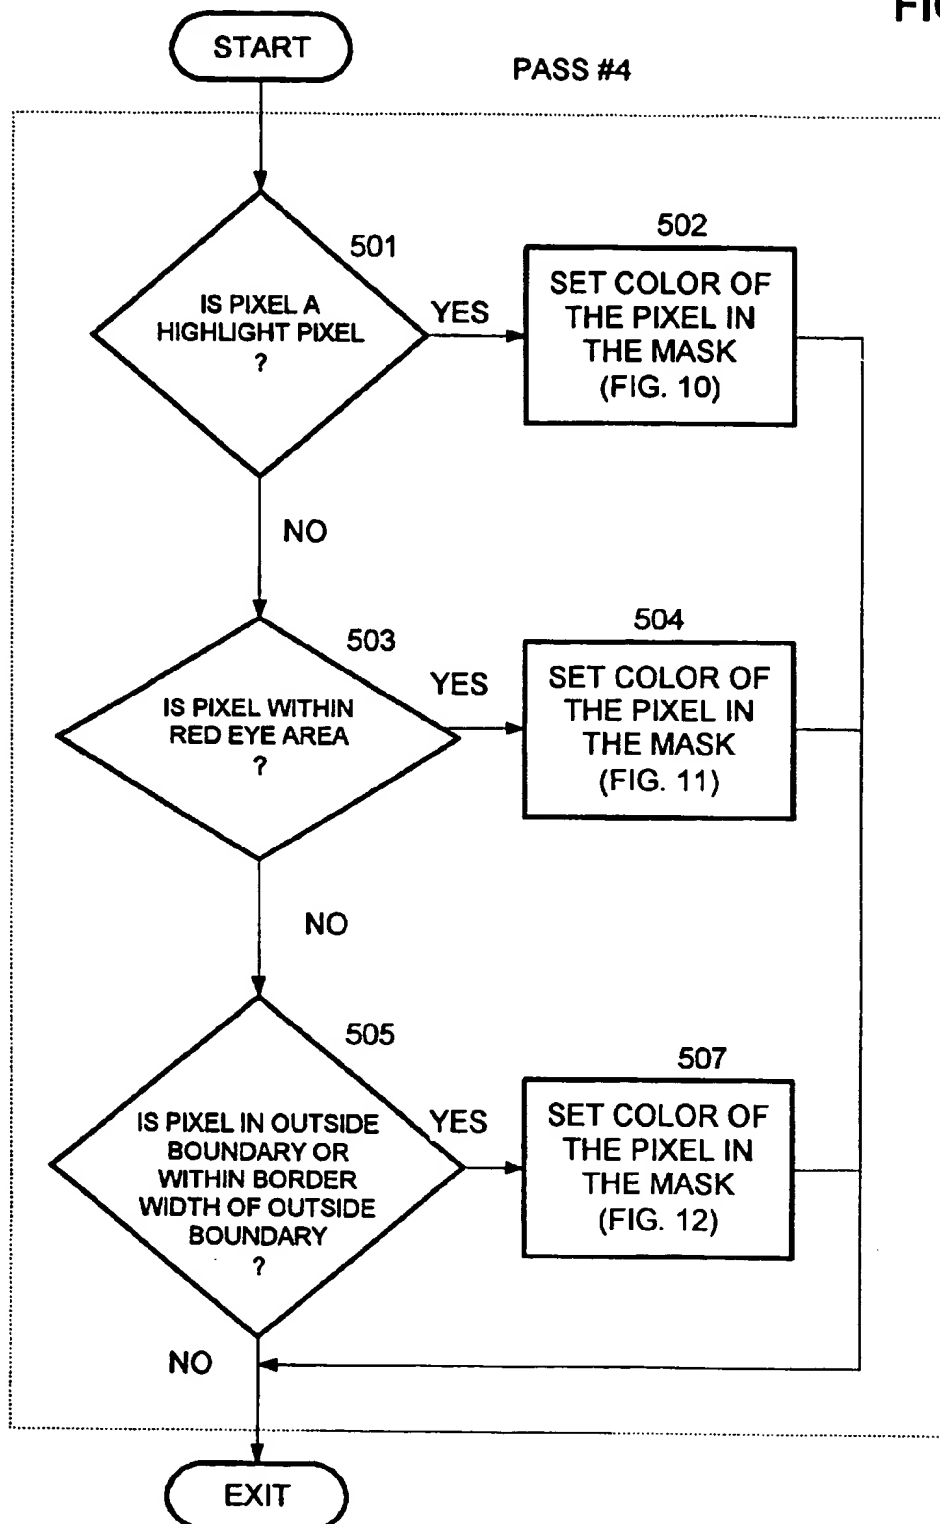 FIG
START
PASS #4
501
IS PIXEL A
HIGHLIGHT PIXEL
?
YES
502
SET COLOR OF
THE PIXEL IN
THE MASK
(FIG. 10)
NO
503
IS PIXEL WITHIN
RED EYE AREA
?
YES
504
SET COLOR OF
THE PIXEL IN
THE MASK
(FIG. 11)
NO
505
IS PIXEL IN OUTSIDE
BOUNDARY OR
WITHIN BORDER
WIDTH OF OUTSIDE
BOUNDARY
?
YES
507
SET COLOR OF
THE PIXEL IN
THE MASK
(FIG. 12)
NO
EXIT